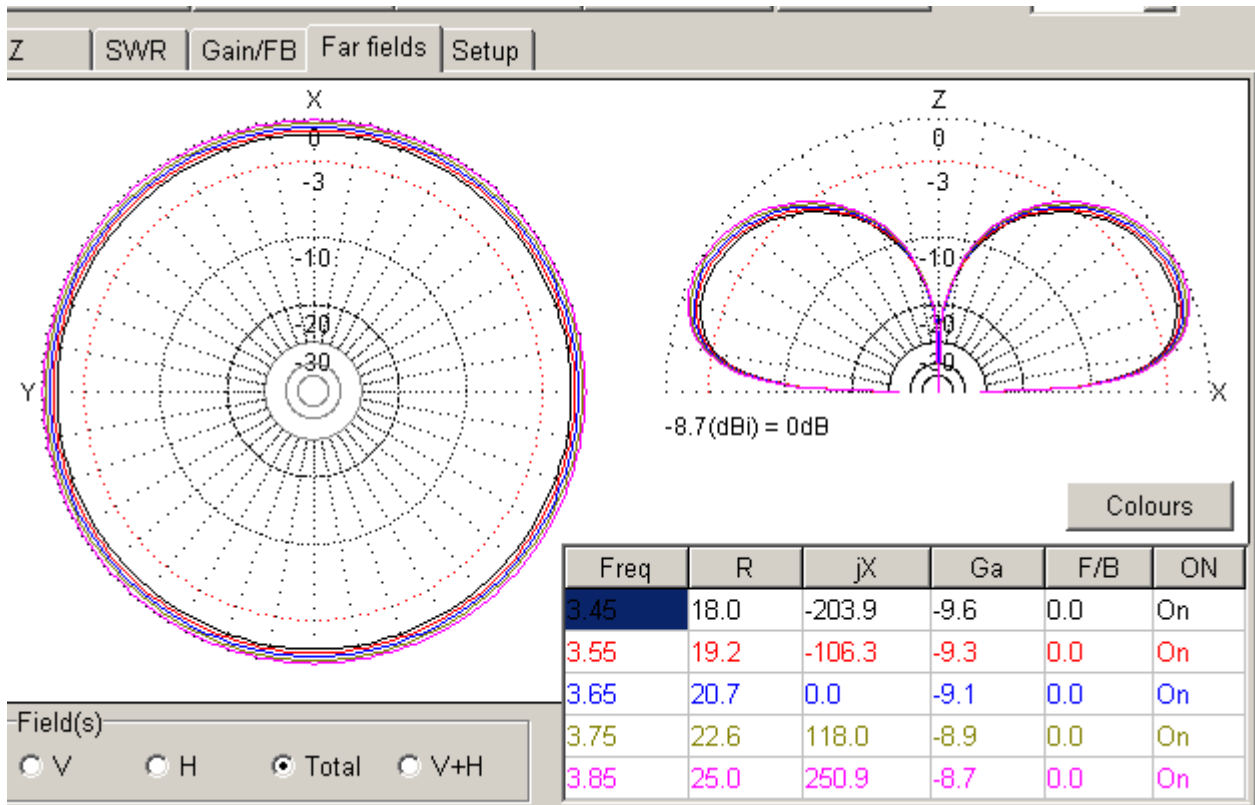 Z SWR Gain/FB Far fields Setup
X
0
-3
-10
-20
-30
Y
Z
0
-3
-10
X
-8.7(dBi) = 0dB
Colours
Freq R jX Ga F/B ON
3.45 18.0 -203.9 -9.6 0.0 On
3.55 19.2 -106.3 -9.3 0.0 On
3.65 20.7 0.0 -9.1 0.0 On
3.75 22.6 118.0 -8.9 0.0 On
3.85 25.0 250.9 -8.7 0.0 On
Field(s)
V H Total V+H